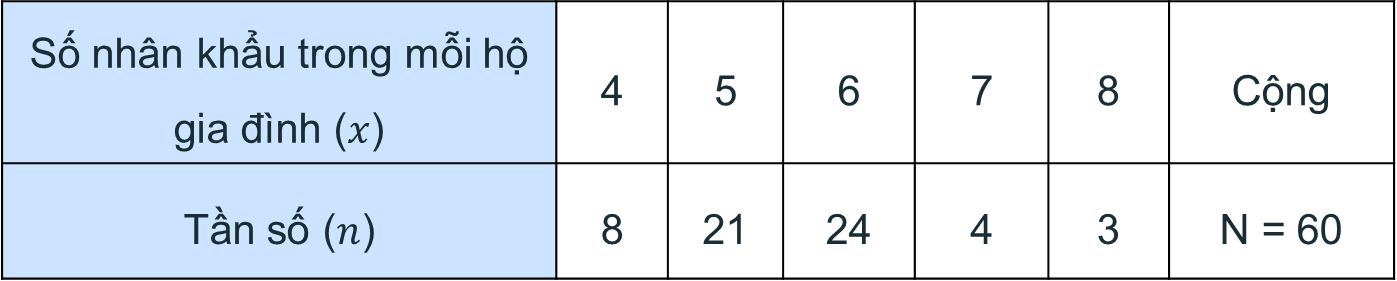 Số nhân khẩu trong mỗi hộ
gia đình (x)
4 5 6 7 8 Cộng
Tần số (n) 8 21 24 4 3 N = 60